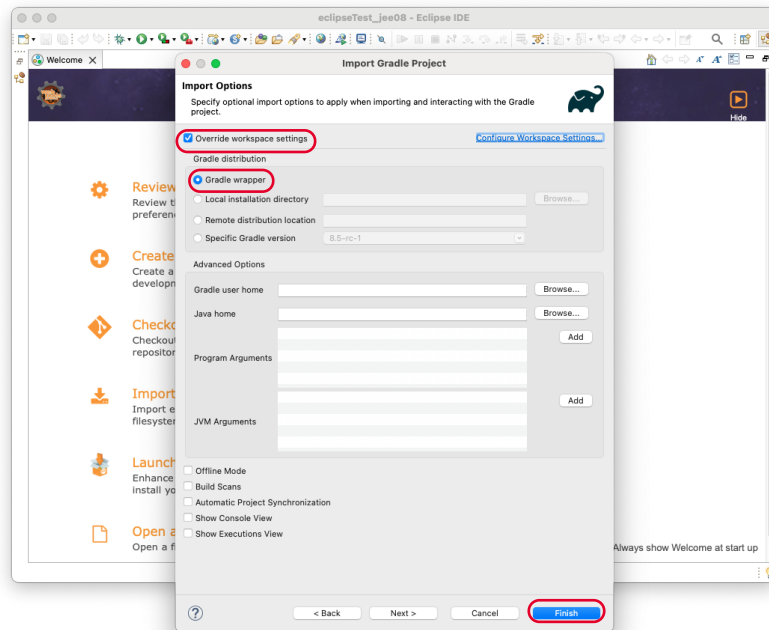 eclipseTest_jee08 - Eclipse IDE
Welcome
Import Gradle Project
Import Options
Specify optional import options to apply when importing and interacting with the Gradle
project.
Hide
Override workspace settings
Configure Workspace Settings...
Gradle distribution
Gradle wrapper
Local installation directory
Browse...
Remote distribution location
Specific Gradle version
8.5-rc-1
Advanced Options
Gradle user home
Browse...
Java home
Browse...
Program Arguments
Add
JVM Arguments
Add
Offline Mode
Build Scans
Automatic Project Synchronization
Show Console View
Show Executions View
Review
Review
Create
Create a
Checkout
Import
Import e
Launch
Enhance
install yo
Open a
Open a
Always show Welcome at start up
?
< Back
Next >
Cancel
Finish